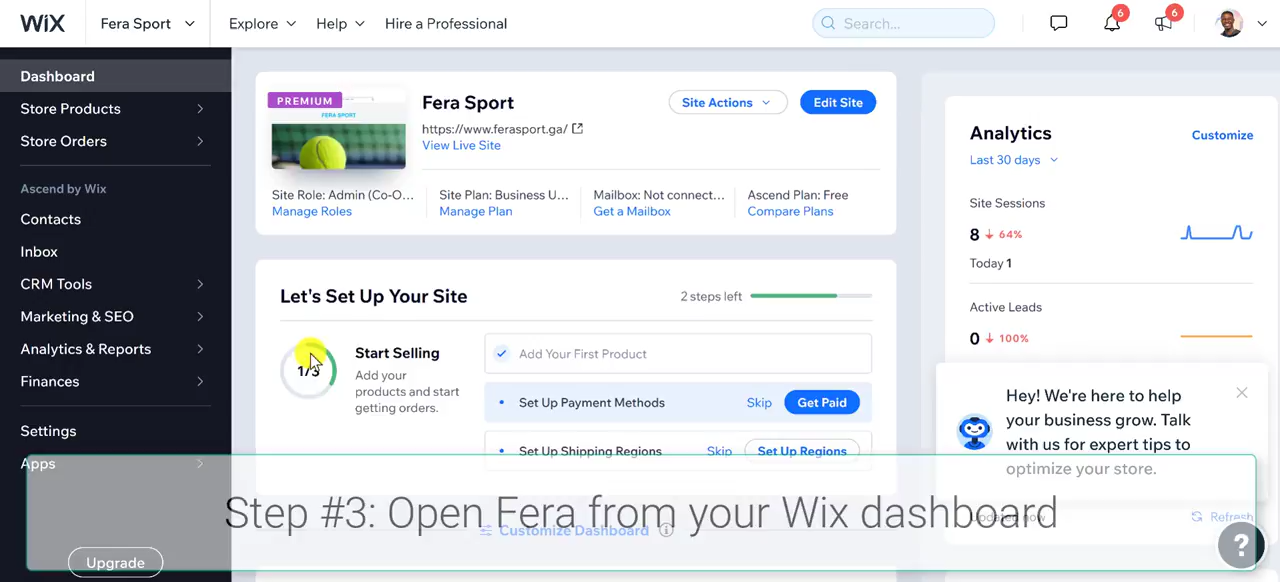 WiX
Fera Sport
Explore
Help
Hire a Professional
Search...
6
6
Dashboard
Store Products
Store Orders
Ascend by Wix
Contacts
Inbox
CRM Tools
Marketing & SEO
Analytics & Reports
Finances
Settings
Apps
Upgrade
PREMIUM
FERA SPORT
Fera Sport
https://www.ferasport.ga/
View Live Site
Site Actions
Edit Site
Site Role: Admin (Co-O...
Manage Roles
Site Plan: Business U...
Manage Plan
Mailbox: Not connect...
Get a Mailbox
Ascend Plan: Free
Compare Plans
Let's Set Up Your Site
2 steps left
1/3
Start Selling
Add your
products and start
getting orders.
Add Your First Product
Set Up Payment Methods
Skip
Get Paid
Set Up Shipping Regions
Skip
Set Up Regions
Customize Dashboard
Analytics
Customize
Last 30 days
Site Sessions
8
64%
Today 1
Active Leads
0
100%
Hey! We're here to help
your business grow. Talk
with us for expert tips to
optimize your store.
Updated now
Refresh
?
Step #3: Open Fera from your Wix dashboard